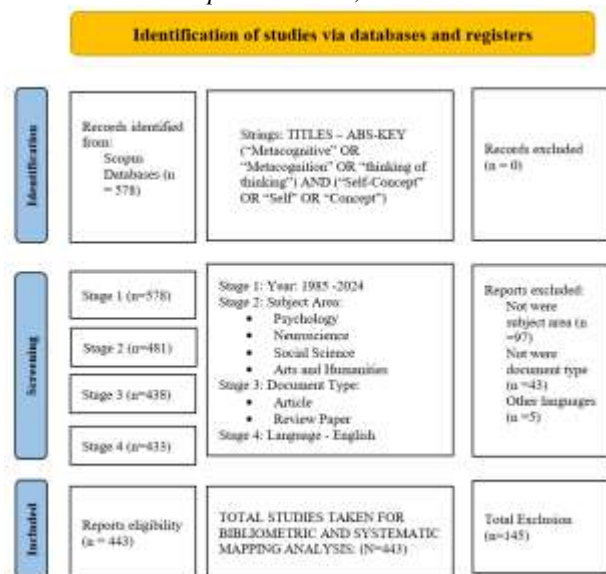 Identification of studies via databases and registers
Identification
Records identified
from:
Scopus
Databases (n
= 578)
Strings: TITLES – ABS-KEY
("Metacognitive" OR
"Metacognition" OR "thinking of
thinking") AND ("Self-Concept"
OR "Self" OR "Concept")
Records excluded
(n = 0)
Screening
Stage 1 (n=578)
Stage 2 (n=481)
Stage 3 (n=438)
Stage 4 (n=433)
Stage 1: Year: 1985 -2024
Stage 2: Subject Area:
• Psychology
• Neuroscience
• Social Science
• Arts and Humanities
Stage 3: Document Type:
• Article
• Review Paper
Stage 4: Language - English
Reports excluded:
Not were
subject area (n
=97)
Not were
document type
(n =43)
Other languages
(n =5)
Included
Reports eligibility
(n = 443)
TOTAL STUDIES TAKEN FOR
BIBLIOMETRIC AND SYSTEMATIC
MAPPING ANALYSIS: (N=443)
Total Exclusion
(n=145)